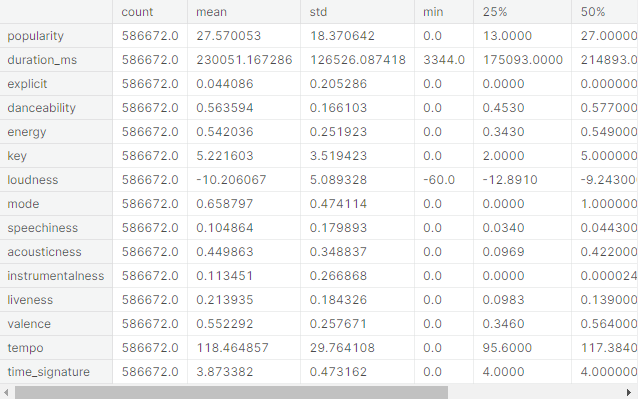 count mean std min 25% 50%
popularity 586672.0 27.570053 18.370642 0.0 13.0000 27.00000
duration_ms 586672.0 230051.167286 126526.087418 3344.0 175093.0000 214893.0
explicit 586672.0 0.044086 0.205286 0.0 0.0000 0.000000
danceability 586672.0 0.563594 0.166103 0.0 0.4530 0.577000
energy 586672.0 0.542036 0.251923 0.0 0.3430 0.549000
key 586672.0 5.221603 3.519423 0.0 2.0000 5.000000
loudness 586672.0 -10.206067 5.089328 -60.0 -12.8910 -9.24300
mode 586672.0 0.658797 0.474114 0.0 0.0000 1.000000
speechiness 586672.0 0.104864 0.179893 0.0 0.0340 0.044300
acousticness 586672.0 0.449863 0.348837 0.0 0.0969 0.422000
instrumentalness 586672.0 0.113451 0.266868 0.0 0.0000 0.000024
liveness 586672.0 0.213935 0.184326 0.0 0.0983 0.139000
valence 586672.0 0.552292 0.257671 0.0 0.3460 0.564000
tempo 586672.0 118.464857 29.764108 0.0 95.6000 117.3840
time_signature 586672.0 3.873382 0.473162 0.0 4.0000 4.000000